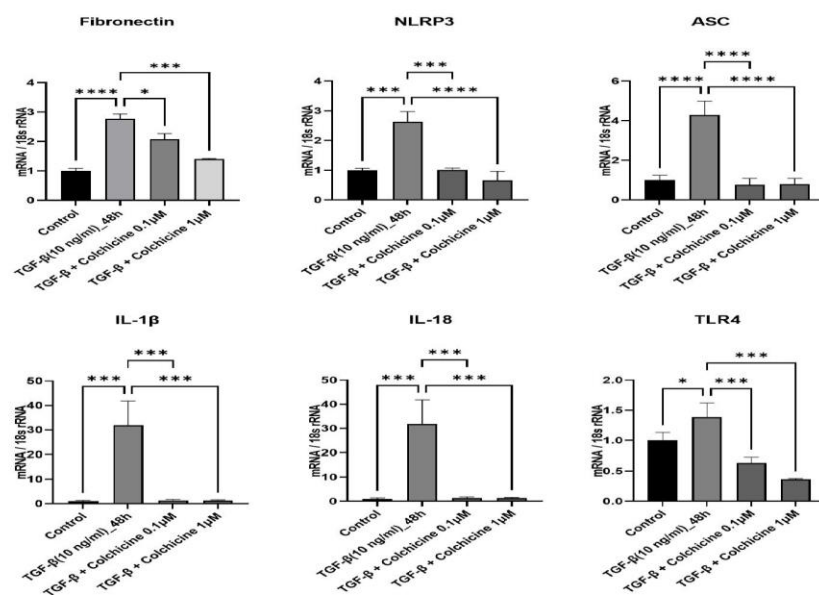 Fibronectin
mRNA / 18s rRNA
4
3
2
1
0
****
*
***
Control
TGF-β(10 ng/ml)_48h
TGF-β + Colchicine 0.1μM
TGF-β + Colchicine 1μM
NLRP3
mRNA / 18s rRNA
4
3
2
1
0
***
***
****
Control
TGF-β(10 ng/ml)_48h
TGF-β + Colchicine 0.1μM
TGF-β + Colchicine 1μM
ASC
mRNA / 18s rRNA
6
4
2
0
****
****
****
Control
TGF-β(10 ng/ml)_48h
TGF-β + Colchicine 0.1μM
TGF-β + Colchicine 1μM
IL-1β
mRNA / 18s rRNA
50
40
30
20
10
0
***
***
***
Control
TGF-β(10 ng/ml)_48h
TGF-β + Colchicine 0.1μM
TGF-β + Colchicine 1μM
IL-18
mRNA / 18s rRNA
50
40
30
20
10
0
***
***
***
Control
TGF-β(10 ng/ml)_48h
TGF-β + Colchicine 0.1μM
TGF-β + Colchicine 1μM
TLR4
mRNA / 18s rRNA
2.0
1.5
1.0
0.5
0.0
*
***
***
Control
TGF-β(10 ng/ml)_48h
TGF-β + Colchicine 0.1μM
TGF-β + Colchicine 1μM